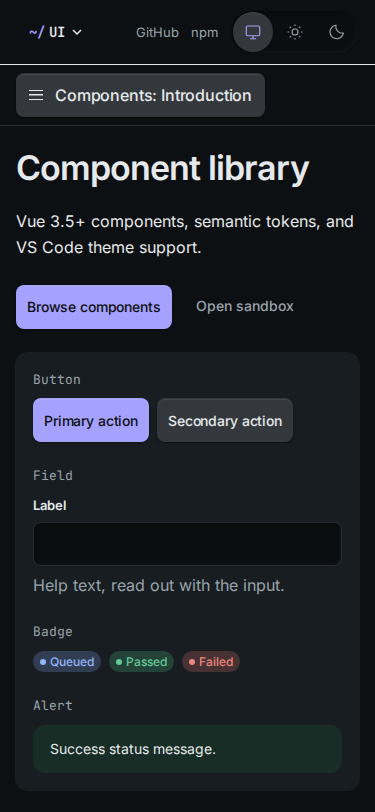 ~/ UI
GitHub npm
Components: Introduction
Component library
Vue 3.5+ components, semantic tokens, and
VS Code theme support.
Browse components
Open sandbox
Button
Primary action
Secondary action
Field
Label
Help text, read out with the input.
Badge
Queued
Passed
Failed
Alert
Success status message.